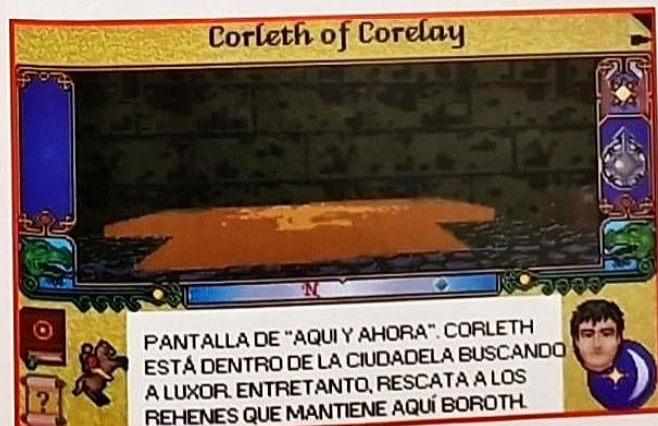 Corleth of Corelay
N
PANTALLA DE "AQUI Y AHORA". CORLETH
ESTÁ DENTRO DE LA CIUDADELA BUSCANDO
A LUXOR. ENTRETANTO, RESCATA A LOS
REHENES QUE MANTIENE AQUÍ BOROTH.
?